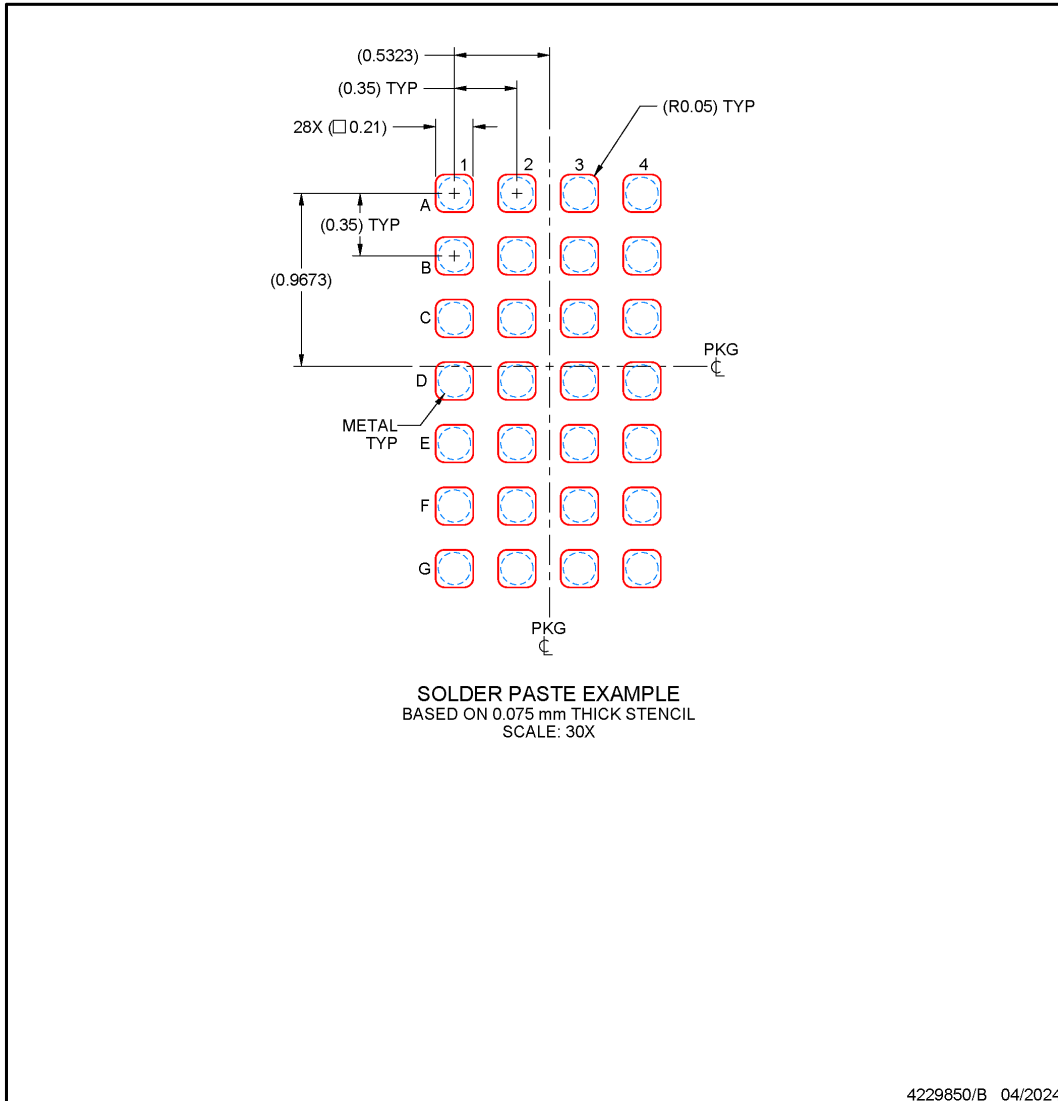 (0.5323)
(0.35) TYP
(R0.05) TYP
28X (□ 0.21)
1 2 3 4
A
(0.35) TYP
B
(0.9673)
C
PKG
℄
D
METAL
TYP
E
F
G
PKG
℄
SOLDER PASTE EXAMPLE
BASED ON 0.075 mm THICK STENCIL
SCALE: 30X
4229850/B 04/2024